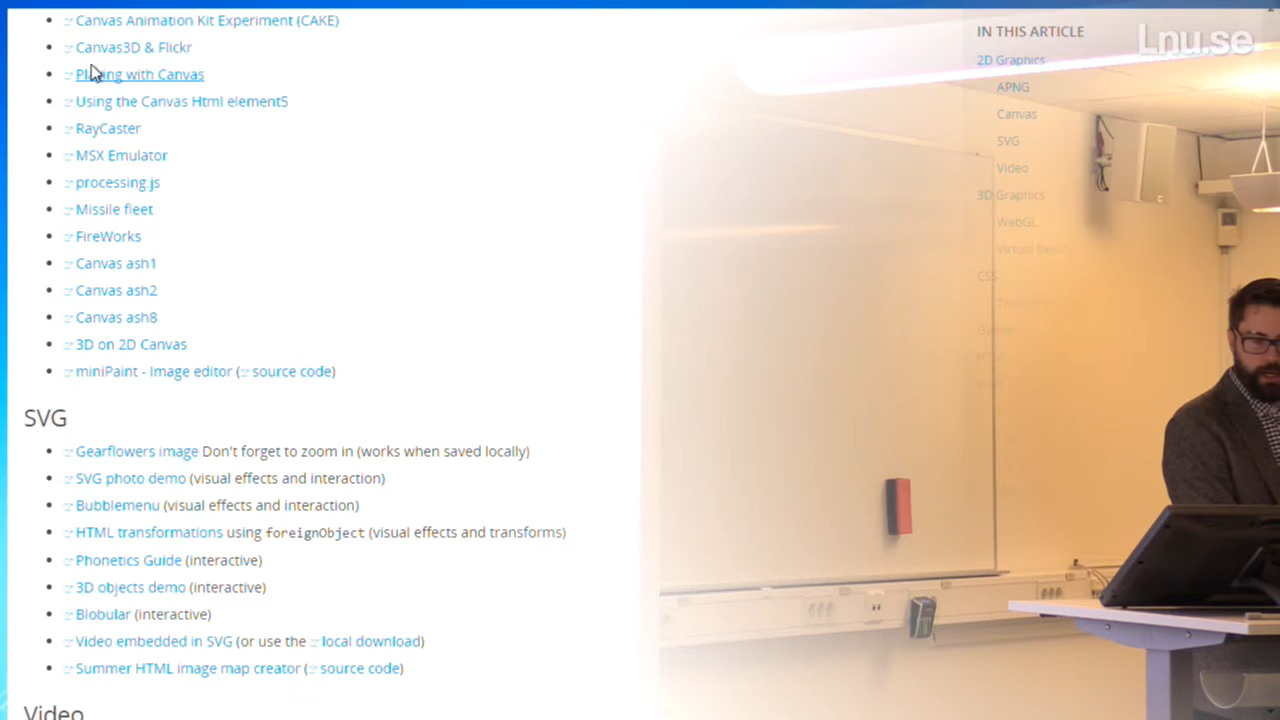 Canvas Animation Kit Experiment (CAKE)
Canvas3D & Flickr
Playing with Canvas
Using the Canvas Html element5
RayCaster
MSX Emulator
processing.js
Missile fleet
FireWorks
Canvas ash1
Canvas ash2
Canvas ash8
3D on 2D Canvas
miniPaint - Image editor (source code)
SVG
Gearflowers image Don't forget to zoom in (works when saved locally)
SVG photo demo (visual effects and interaction)
Bubblemenu (visual effects and interaction)
HTML transformations using foreignObject (visual effects and transforms)
Phonetics Guide (interactive)
3D objects demo (interactive)
Blobular (interactive)
Video embedded in SVG (or use the local download)
Summer HTML image map creator (source code)
Video
IN THIS ARTICLE
2D Graphics
APNG
Canvas
SVG
Video
3D Graphics
WebGL
Virtual Reality
CSS
Lnu.se